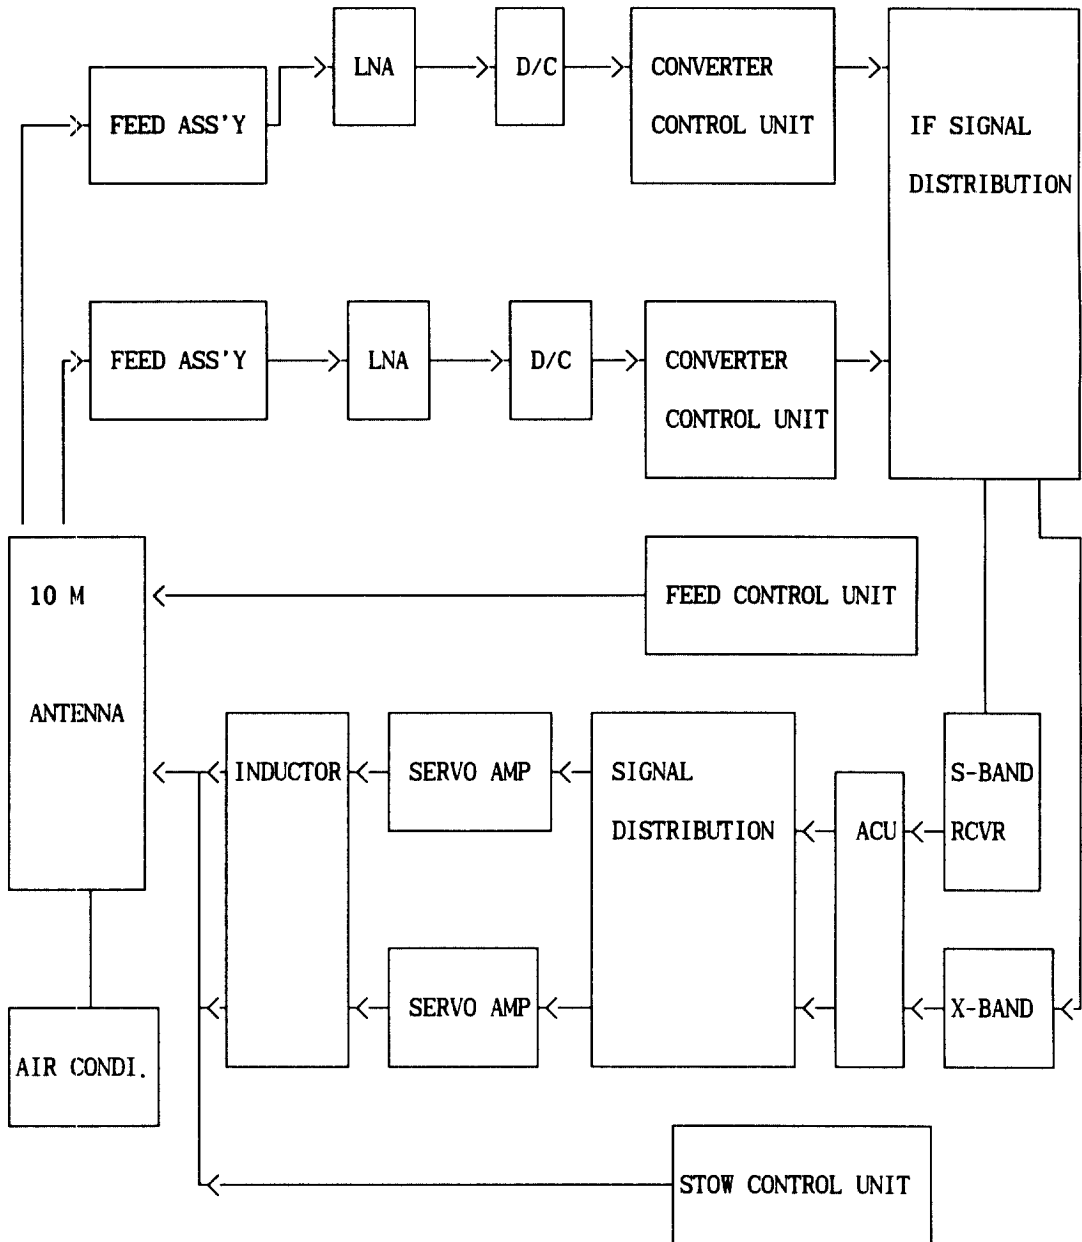 LNA
D/C
CONVERTER
CONTROL UNIT
FEED ASS'Y
IF SIGNAL
DISTRIBUTION
FEED ASS'Y
LNA
D/C
CONVERTER
CONTROL UNIT
10 M
ANTENNA
FEED CONTROL UNIT
INDUCTOR
SERVO AMP
SIGNAL
DISTRIBUTION
ACU
S-BAND
RCVR
SERVO AMP
X-BAND
AIR CONDI.
STOW CONTROL UNIT